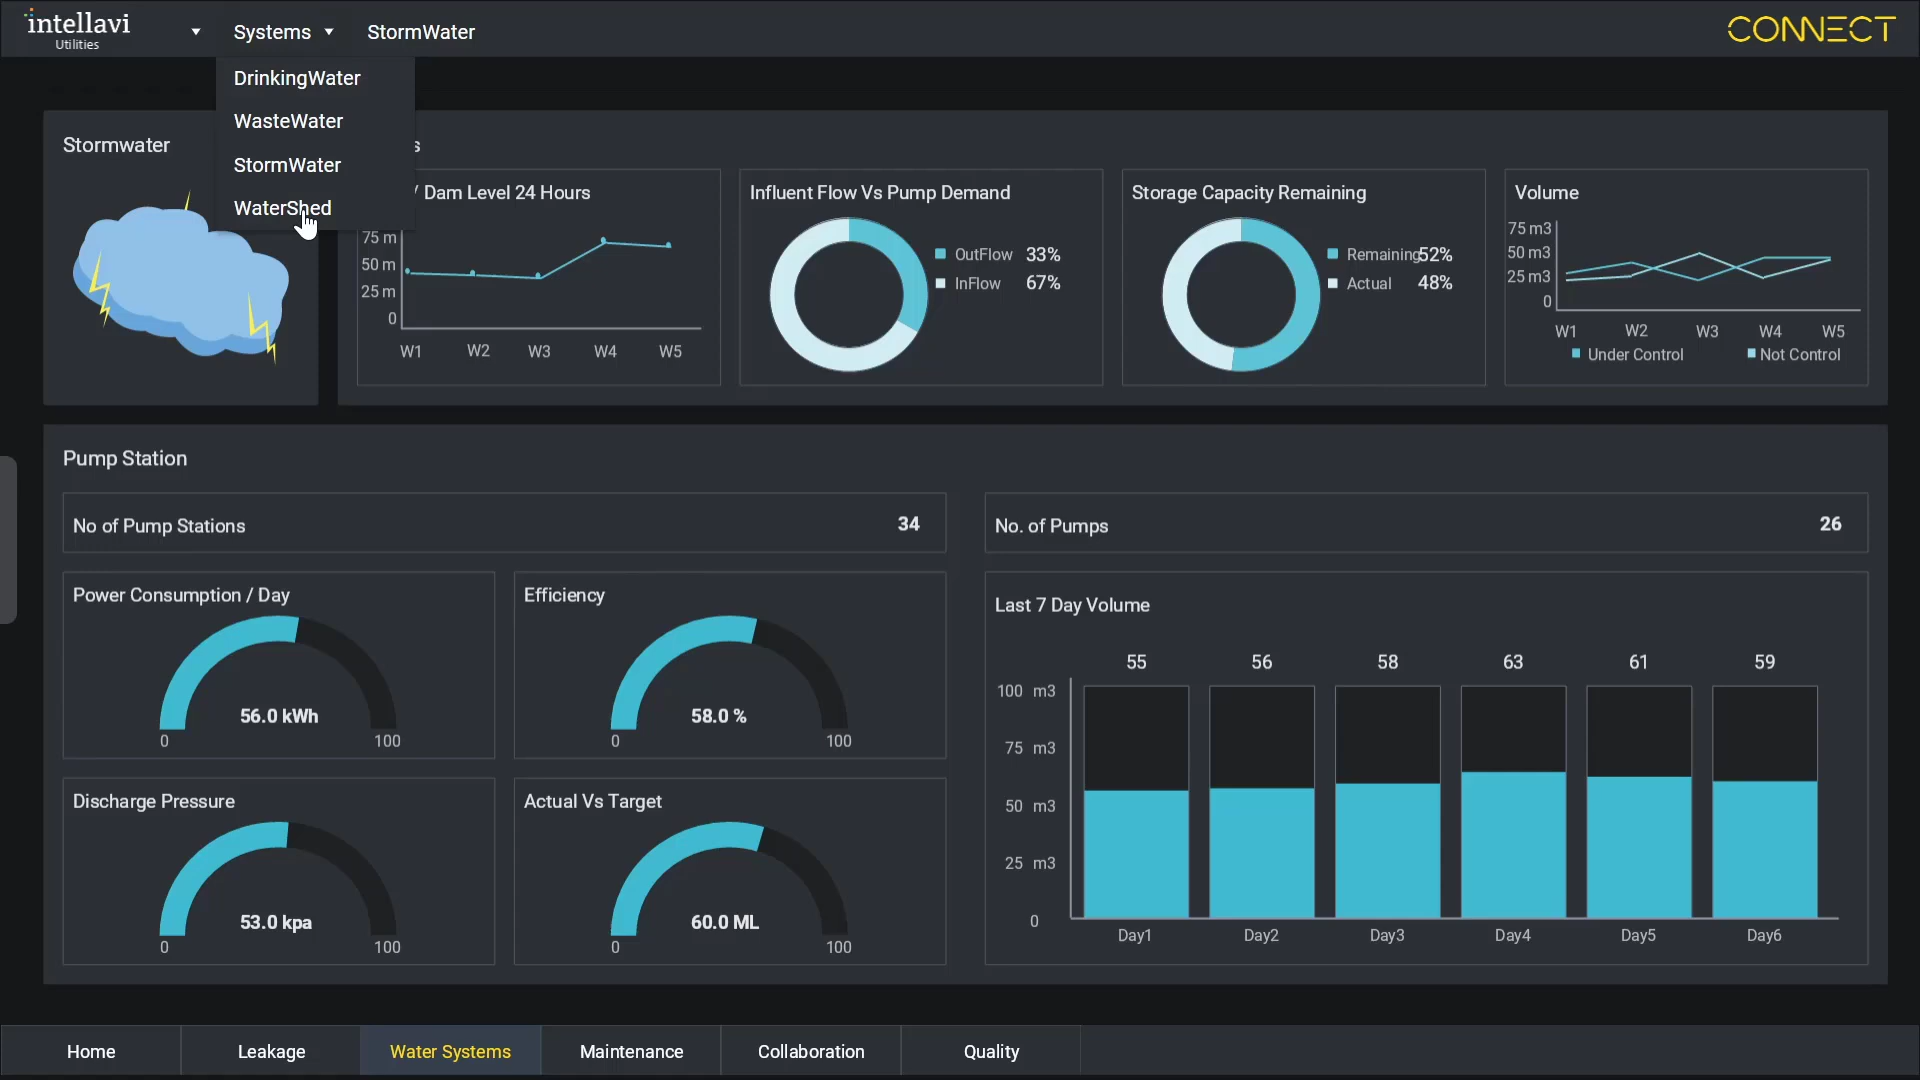 intellavi
Utilities
Systems
StormWater
CONNECT
DrinkingWater
WasteWater
StormWater
WaterShed
Stormwater
s
/ Dam Level 24 Hours
75 m
50 m
25 m
0
W1 W2 W3 W4 W5
Influent Flow Vs Pump Demand
OutFlow 33%
InFlow 67%
Storage Capacity Remaining
Remaining 52%
Actual 48%
Volume
75 m3
50 m3
25 m3
0
W1 W2 W3 W4 W5
Under Control Not Control
Pump Station
No of Pump Stations 34
No. of Pumps 26
Power Consumption / Day
56.0 kWh
0 100
Efficiency
58.0 %
0 100
Discharge Pressure
53.0 kpa
0 100
Actual Vs Target
60.0 ML
0 100
Last 7 Day Volume
55 56 58 63 61 59
100 m3
75 m3
50 m3
25 m3
0
Day1 Day2 Day3 Day4 Day5 Day6
Home Leakage Water Systems Maintenance Collaboration Quality